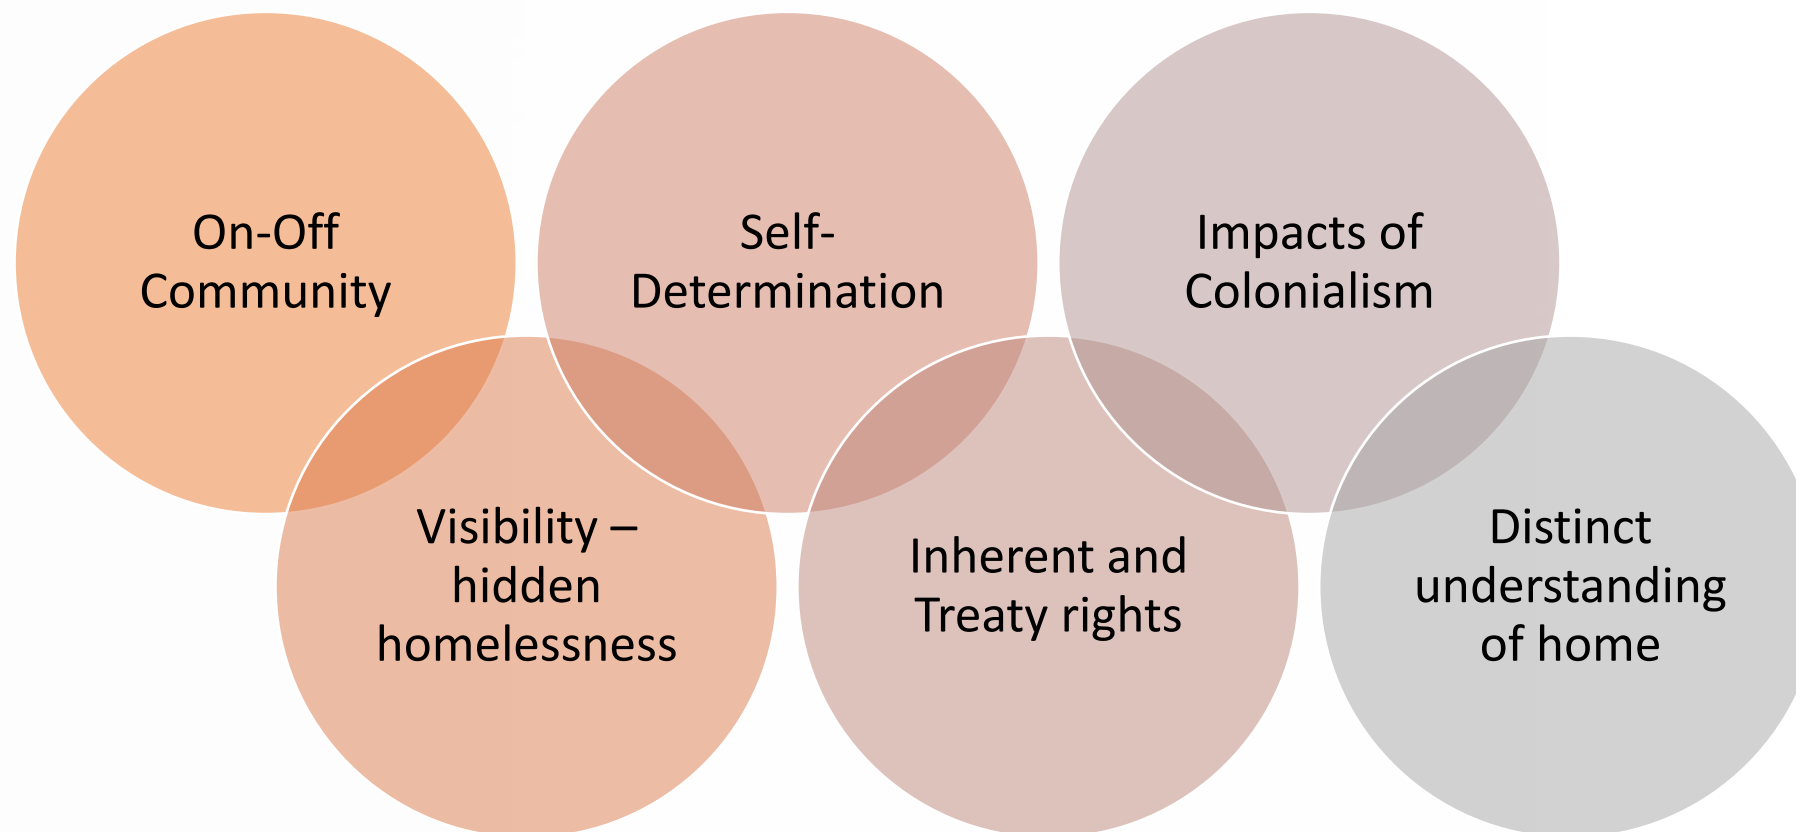 On-Off
Community
Self-
Determination
Impacts of
Colonialism
Visibility –
hidden
homelessness
Inherent and
Treaty rights
Distinct
understanding
of home